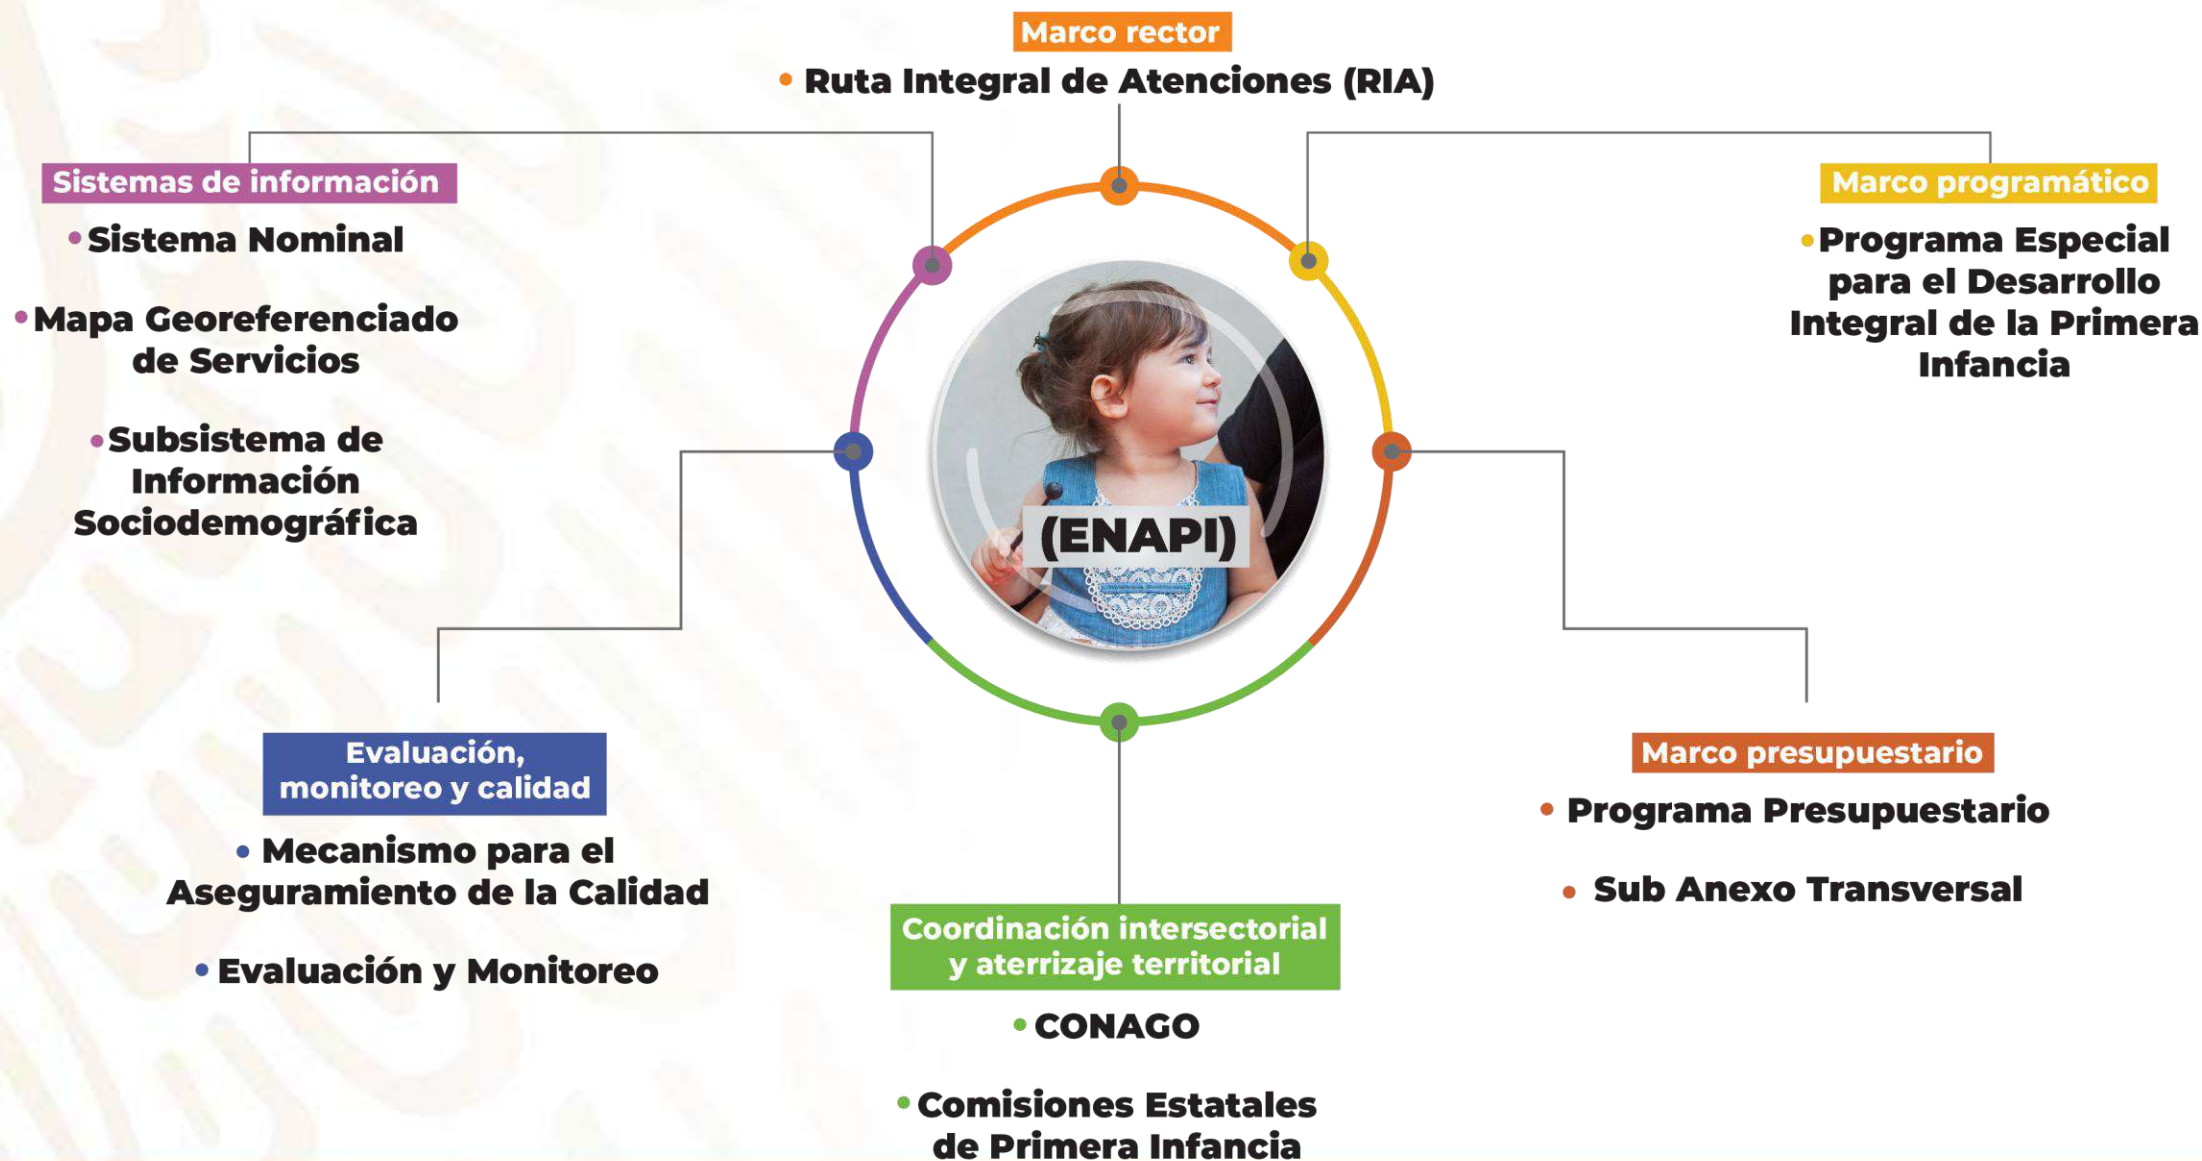 Marco rector
• Ruta Integral de Atenciones (RIA)
Sistemas de información
• Sistema Nominal
• Mapa Georeferenciado
de Servicios
• Subsistema de
Información
Sociodemográfica
Marco programático
• Programa Especial
para el Desarrollo
Integral de la Primera
Infancia
(ENAPI)
Evaluación,
monitoreo y calidad
• Mecanismo para el
Aseguramiento de la Calidad
• Evaluación y Monitoreo
Marco presupuestario
• Programa Presupuestario
• Sub Anexo Transversal
Coordinación intersectorial
y aterrizaje territorial
• CONAGO
• Comisiones Estatales
de Primera Infancia